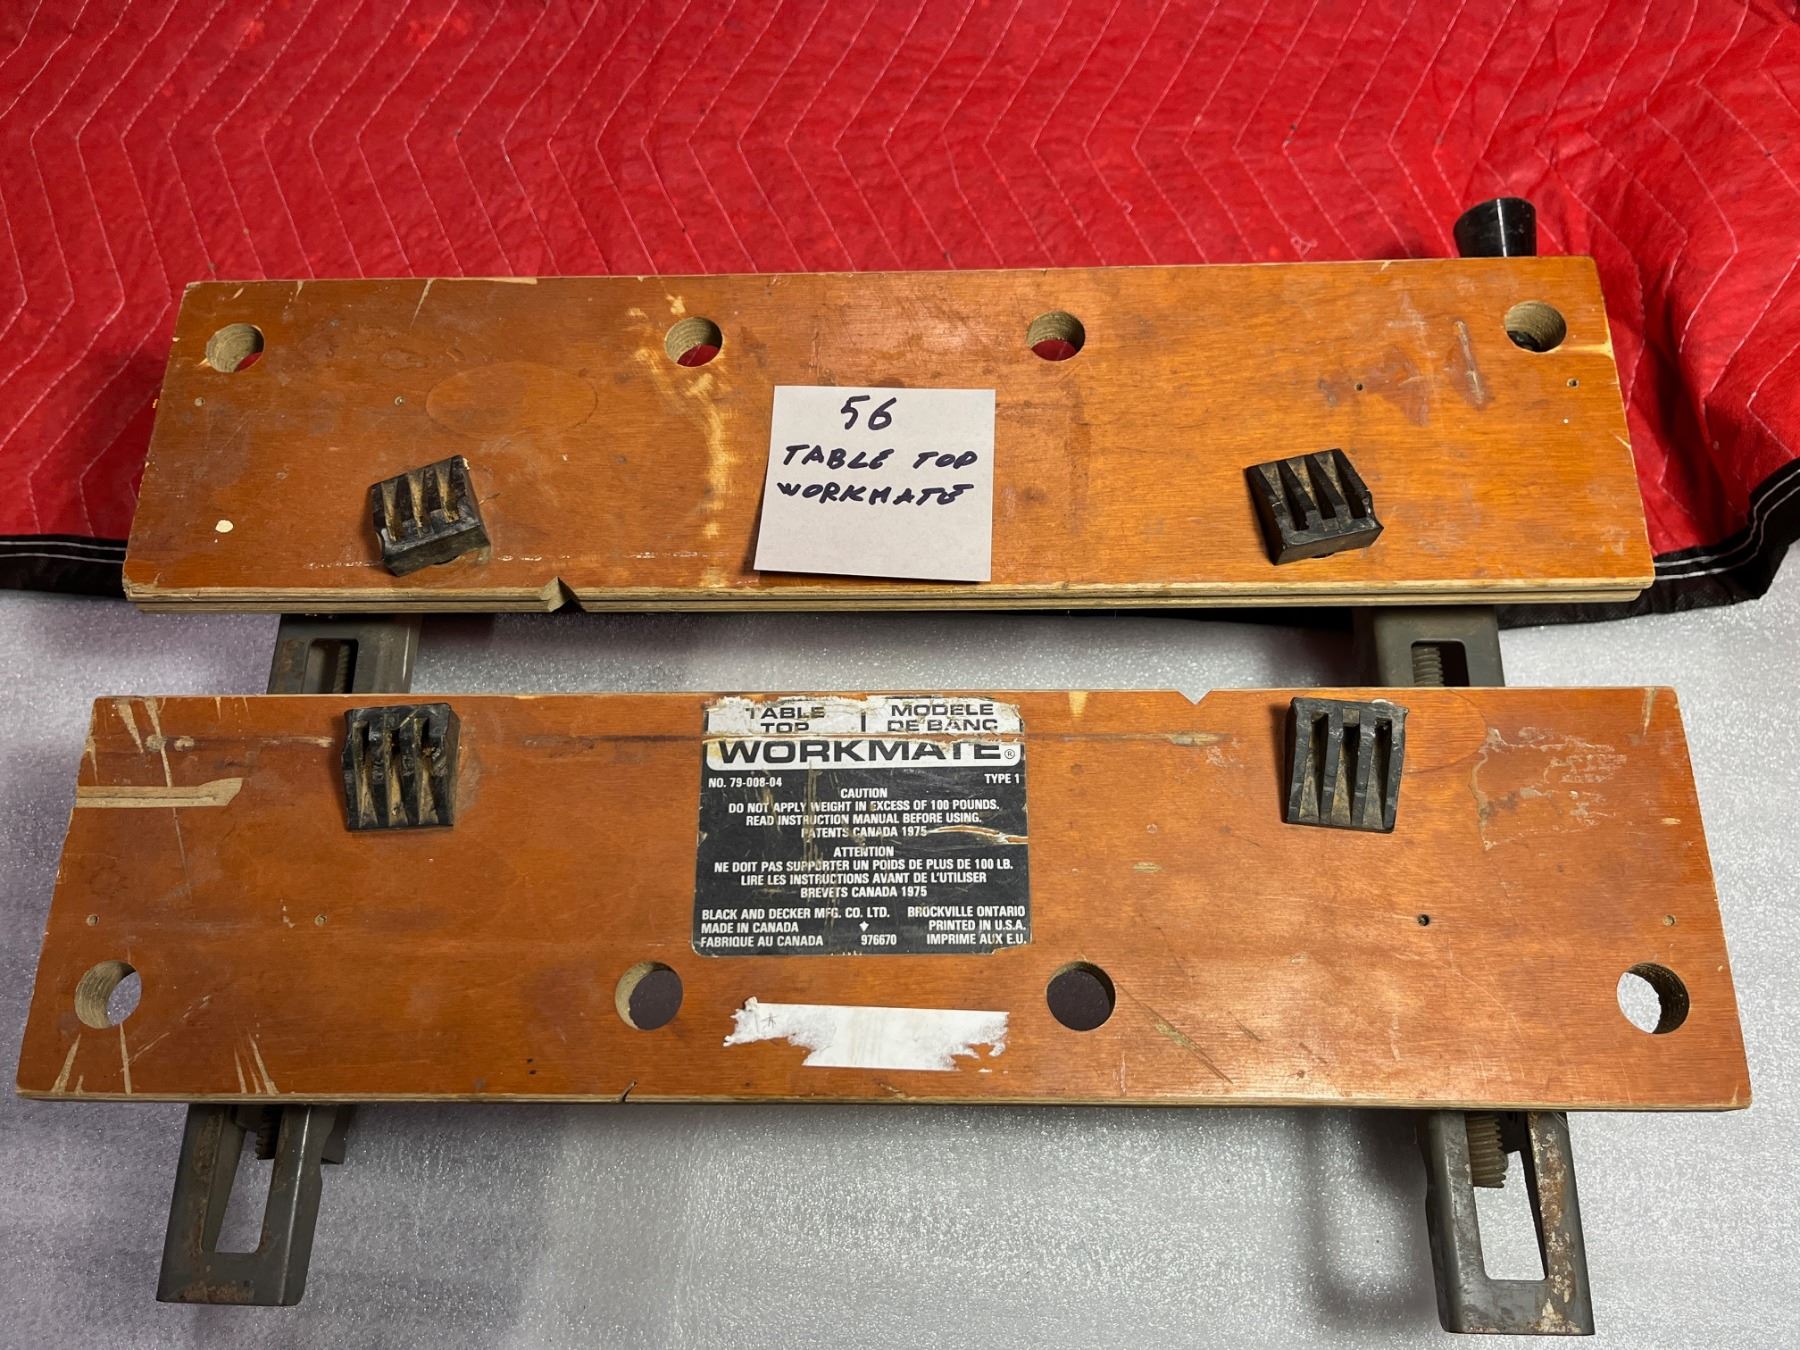 56
TABLE TOP
WORKMATE
TABLE TOP | MODÈLE DE BANC
WORKMATE®
NO. 79-008-04 TYPE 1
CAUTION
DO NOT APPLY WEIGHT IN EXCESS OF 100 POUNDS.
READ INSTRUCTION MANUAL BEFORE USING.
PATENTS CANADA 1975
ATTENTION
NE DOIT PAS SUPPORTER UN POIDS DE PLUS DE 100 LB.
LIRE LES INSTRUCTIONS AVANT DE L'UTILISER
BREVETS CANADA 1975
BLACK AND DECKER MFG. CO. LTD. BROCKVILLE ONTARIO
MADE IN CANADA PRINTED IN U.S.A.
FABRIQUE AU CANADA 976670 IMPRIME AUX E.U.